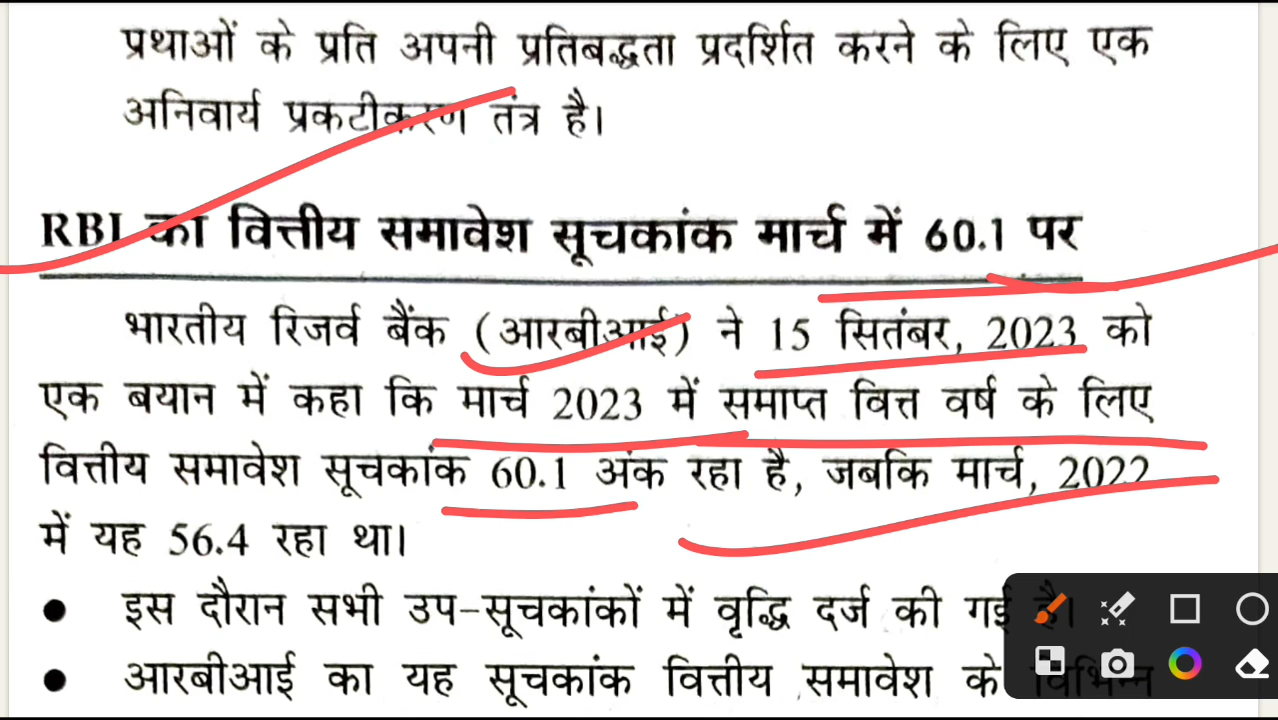 प्रथाओं के प्रति अपनी प्रतिबद्धता प्रदर्शित करने के लिए एक
अनिवार्य प्रकटीकरण तंत्र है।
RBI का वित्तीय समावेश सूचकांक मार्च में 60.1 पर
भारतीय रिजर्व बैंक (आरबीआई) ने 15 सितंबर, 2023 को
एक बयान में कहा कि मार्च 2023 में समाप्त वित्त वर्ष के लिए
वित्तीय समावेश सूचकांक 60.1 अंक रहा है, जबकि मार्च, 2022
में यह 56.4 रहा था।
● इस दौरान सभी उप-सूचकांकों में वृद्धि दर्ज की गई है।
● आरबीआई का यह सूचकांक वित्तीय समावेश के विभिन्न